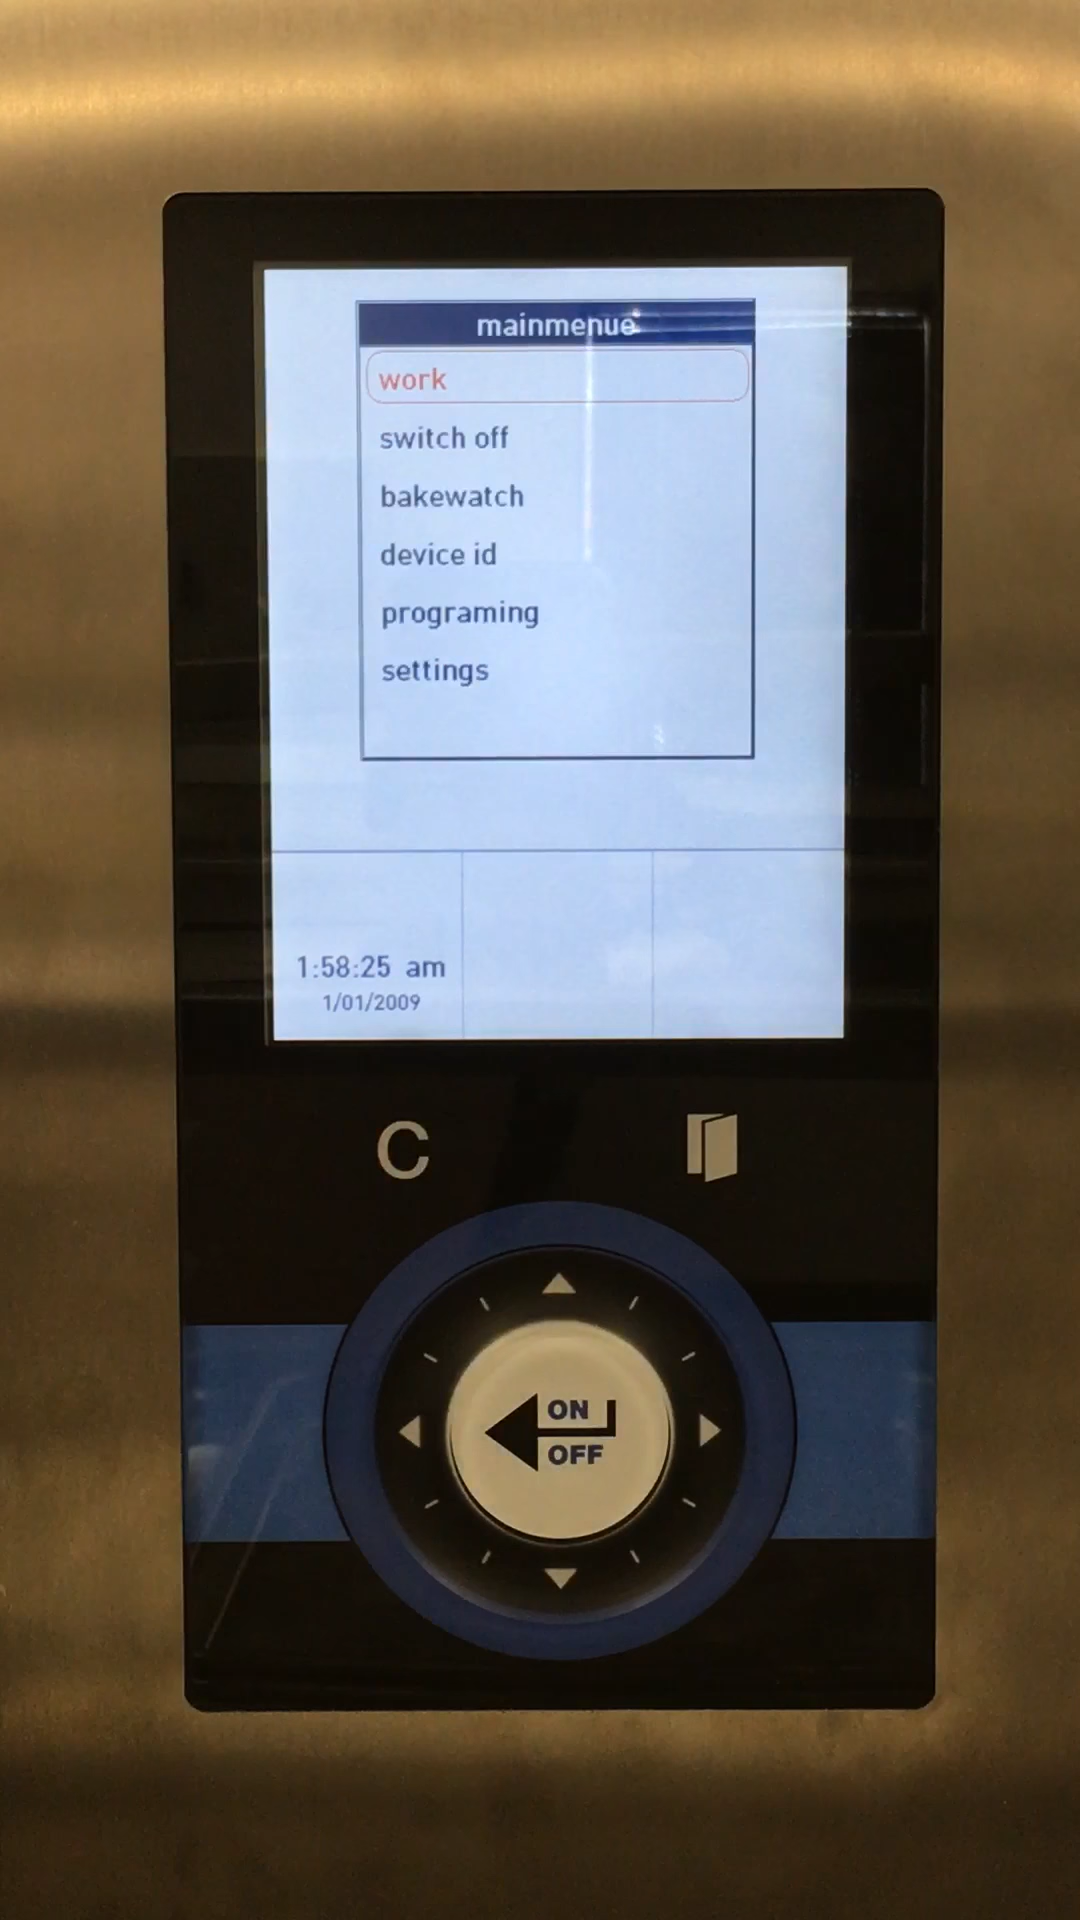 mainmenue
work
switch off
bakewatch
device id
programing
settings
1:58:25 am
1/01/2009
C
ON
OFF